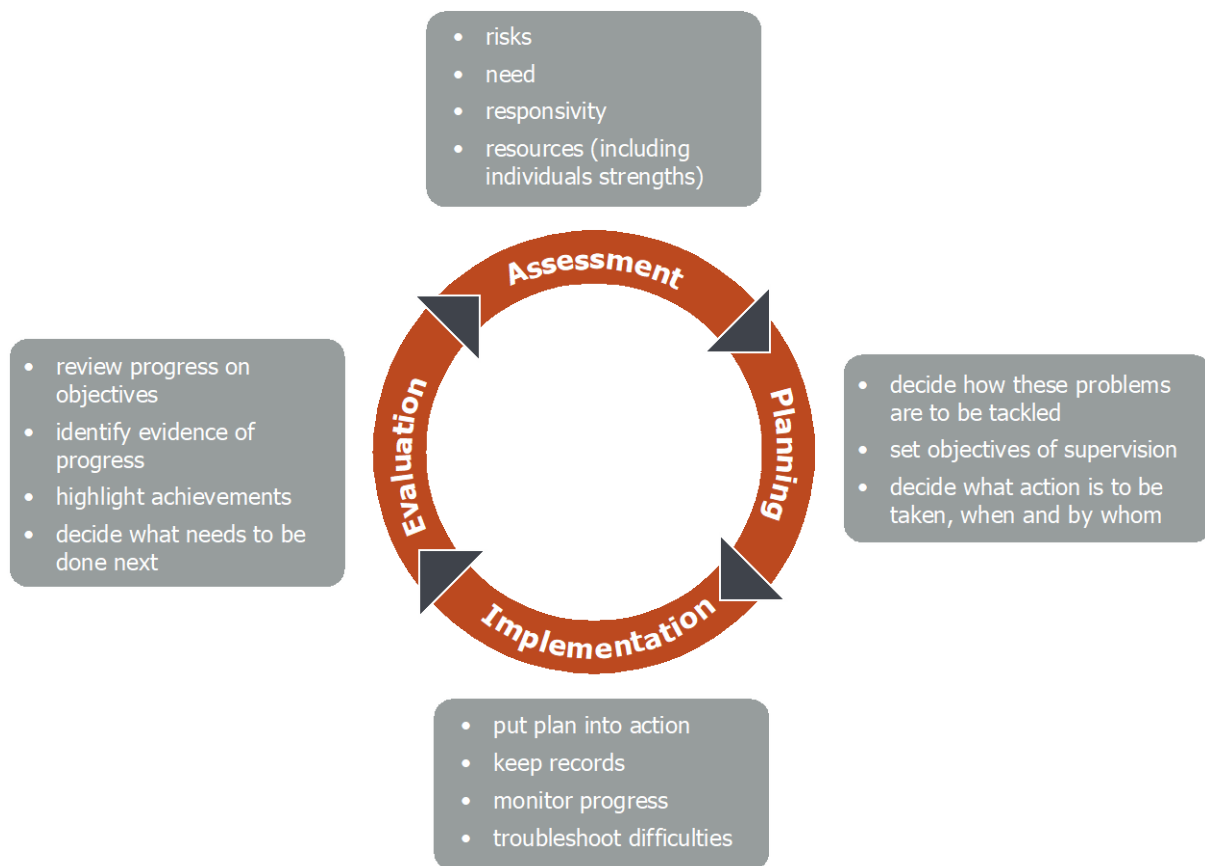 • risks
• need
• responsivity
• resources (including
individuals strengths)
Assessment
Planning
• decide how these problems
are to be tackled
• set objectives of supervision
• decide what action is to be
taken, when and by whom
Implementation
• put plan into action
• keep records
• monitor progress
• troubleshoot difficulties
Evaluation
• review progress on
objectives
• identify evidence of
progress
• highlight achievements
• decide what needs to be
done next